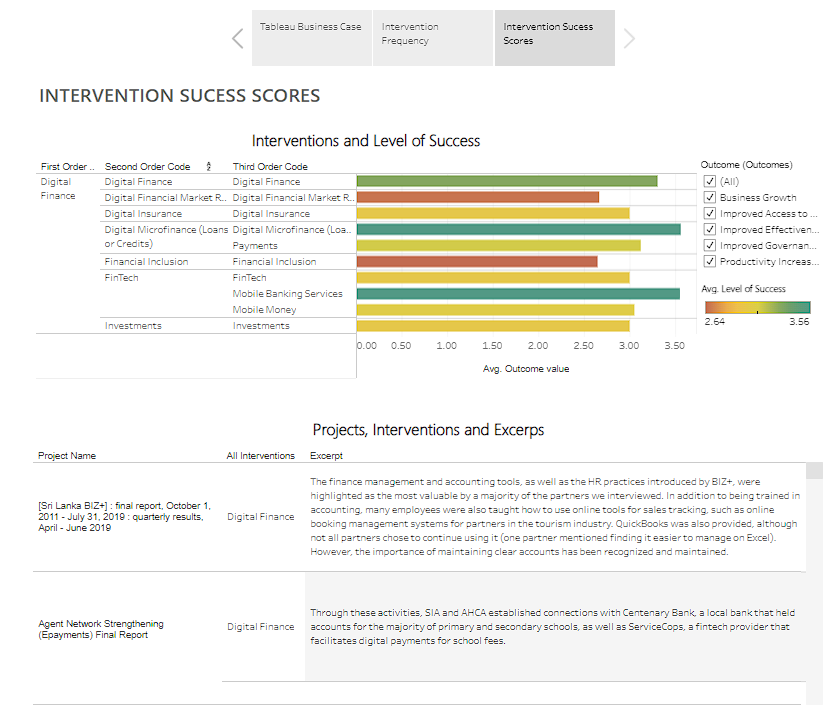 Tableau Business Case
Intervention
Frequency
Intervention Sucess
Scores
INTERVENTION SUCESS SCORES
Interventions and Level of Success
First Order .. Second Order Code Third Order Code
Digital Finance
Digital Finance Digital Finance
Digital Financial Market R.. Digital Financial Market R..
Digital Insurance Digital Insurance
Digital Microfinance (Loans or Credits) Digital Microfinance (Loa..
Payments
Financial Inclusion Financial Inclusion
FinTech FinTech
Mobile Banking Services
Mobile Money
Investments Investments
0.00 0.50 1.00 1.50 2.00 2.50 3.00 3.50
Avg. Outcome value
Outcome (Outcomes)
(All)
Business Growth
Improved Access to ...
Improved Effectiven...
Improved Governan...
Productivity Increas...
Avg. Level of Success
2.64 3.56
Projects, Interventions and Excerps
Project Name All Interventions Excerpt
[Sri Lanka BIZ+] : final report, October 1,
2011 - July 31, 2019 : quarterly results,
April - June 2019
Digital Finance
The finance management and accounting tools, as well as the HR practices introduced by BIZ+, were
highlighted as the most valuable by a majority of the partners we interviewed. In addition to being trained in
accounting, many employees were also taught how to use online tools for sales tracking, such as online
booking management systems for partners in the tourism industry. QuickBooks was also provided, although
not all partners chose to continue using it (one partner mentioned finding it easier to manage on Excel).
However, the importance of maintaining clear accounts has been recognized and maintained.
Agent Network Strengthening
(Epayments) Final Report
Digital Finance
Through these activities, SIA and AHCA established connections with Centenary Bank, a local bank that held
accounts for the majority of primary and secondary schools, as well as ServiceCops, a fintech provider that
facilitates digital payments for school fees.